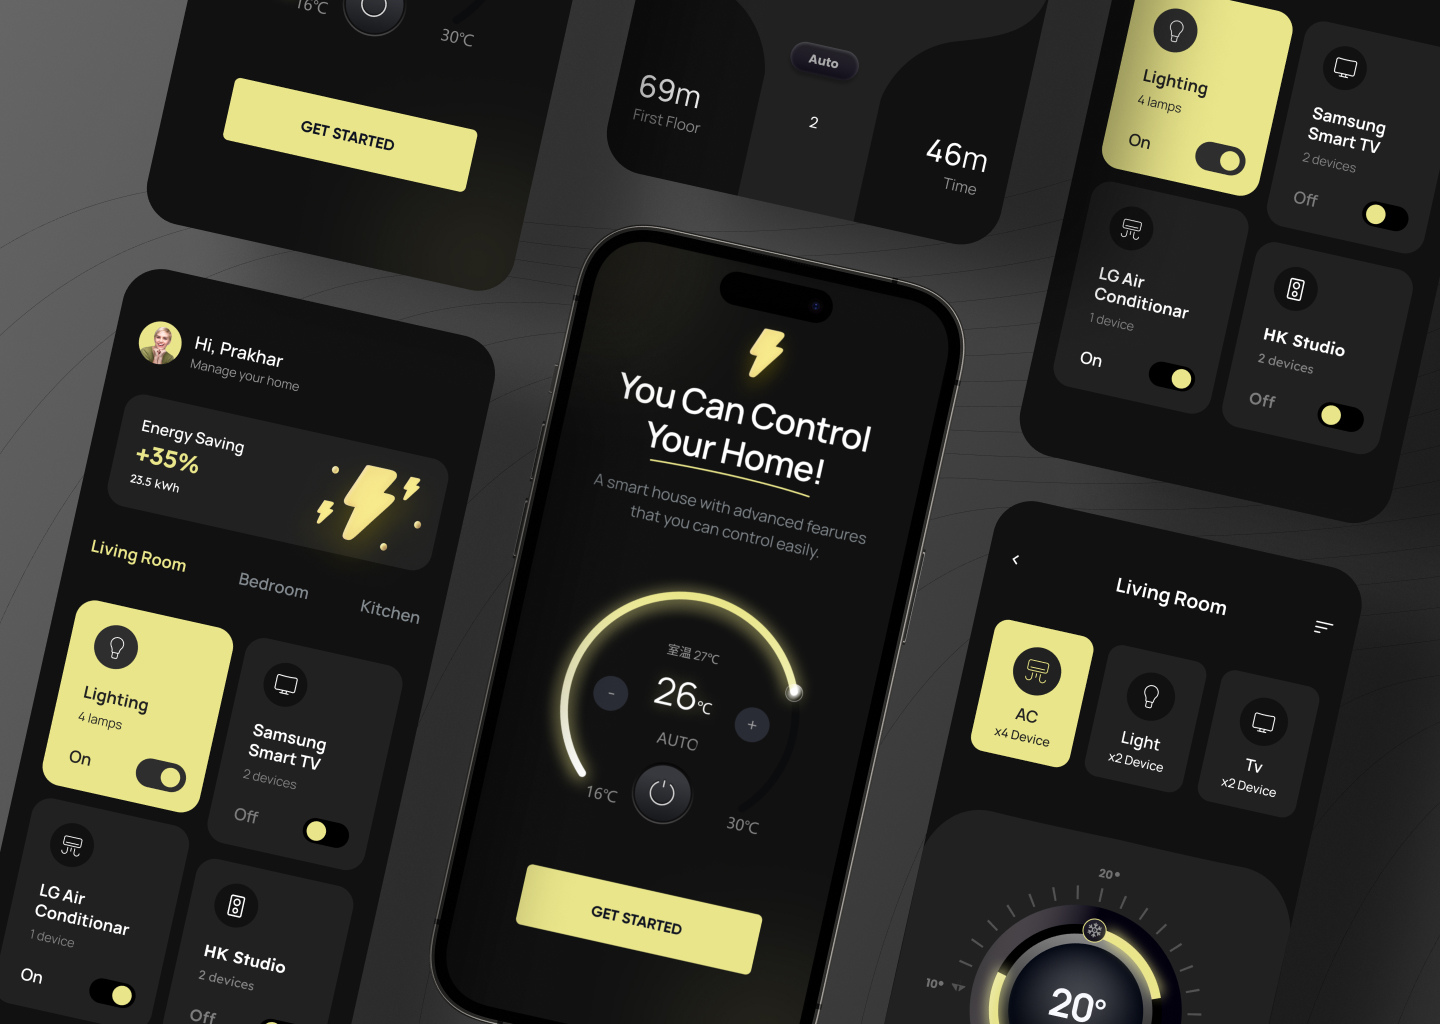 16℃
30℃
GET STARTED
69m
First Floor
Auto
2
46m
Time
Lighting
4 lamps
On
Samsung
Smart TV
2 devices
Off
LG Air
Conditionar
1 device
On
HK Studio
2 devices
Off
Hi, Prakhar
Manage your home
Energy Saving
+35%
23.5 kWh
Living Room
Bedroom
Kitchen
Lighting
4 lamps
On
Samsung
Smart TV
2 devices
Off
LG Air
Conditionar
1 device
On
HK Studio
2 devices
Off
You Can Control
Your Home!
A smart house with advanced fearures
that you can control easily.
室温 27℃
-
26℃
+
AUTO
16℃
30℃
GET STARTED
Living Room
AC
x4 Device
Light
x2 Device
Tv
x2 Device
20°
10°
20°